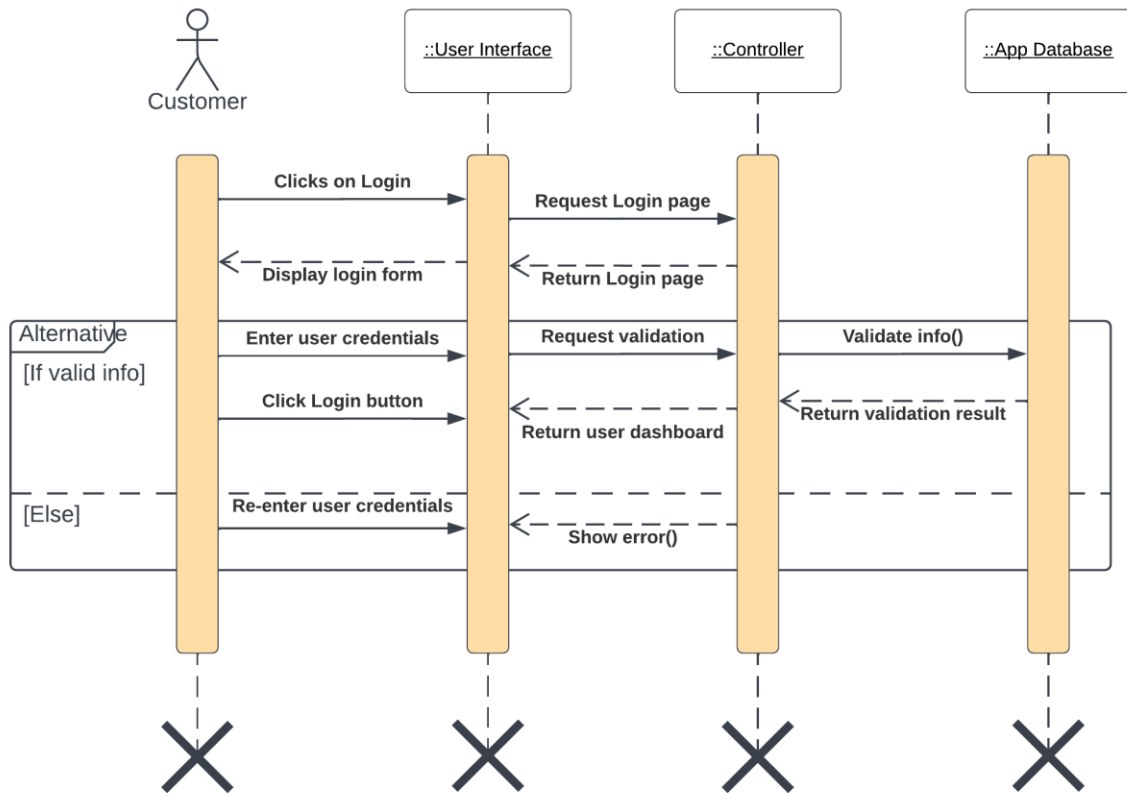 Customer
::User Interface
::Controller
::App Database
Clicks on Login
Request Login page
Display login form
Return Login page
Alternative
[If valid info]
Enter user credentials
Request validation
Validate info()
Click Login button
Return user dashboard
Return validation result
[Else]
Re-enter user credentials
Show error()